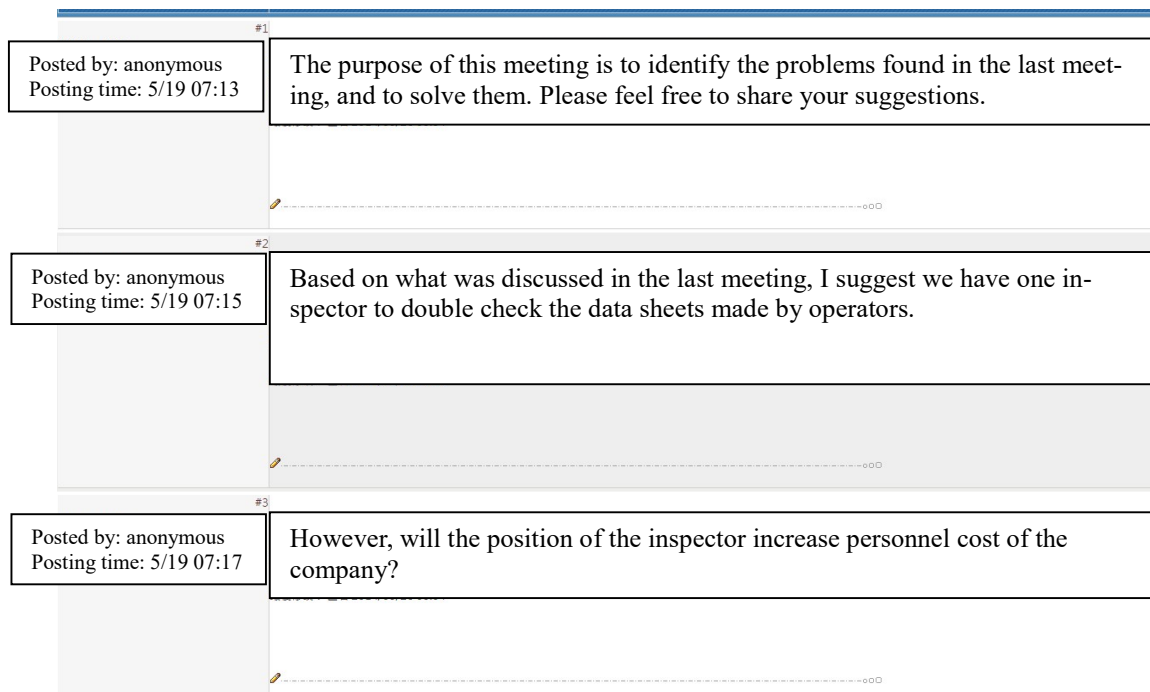 #1
Posted by: anonymous
Posting time: 5/19 07:13
The purpose of this meeting is to identify the problems found in the last meet-
ing, and to solve them. Please feel free to share your suggestions.
#2
Posted by: anonymous
Posting time: 5/19 07:15
Based on what was discussed in the last meeting, I suggest we have one in-
spector to double check the data sheets made by operators.
#3
Posted by: anonymous
Posting time: 5/19 07:17
However, will the position of the inspector increase personnel cost of the
company?